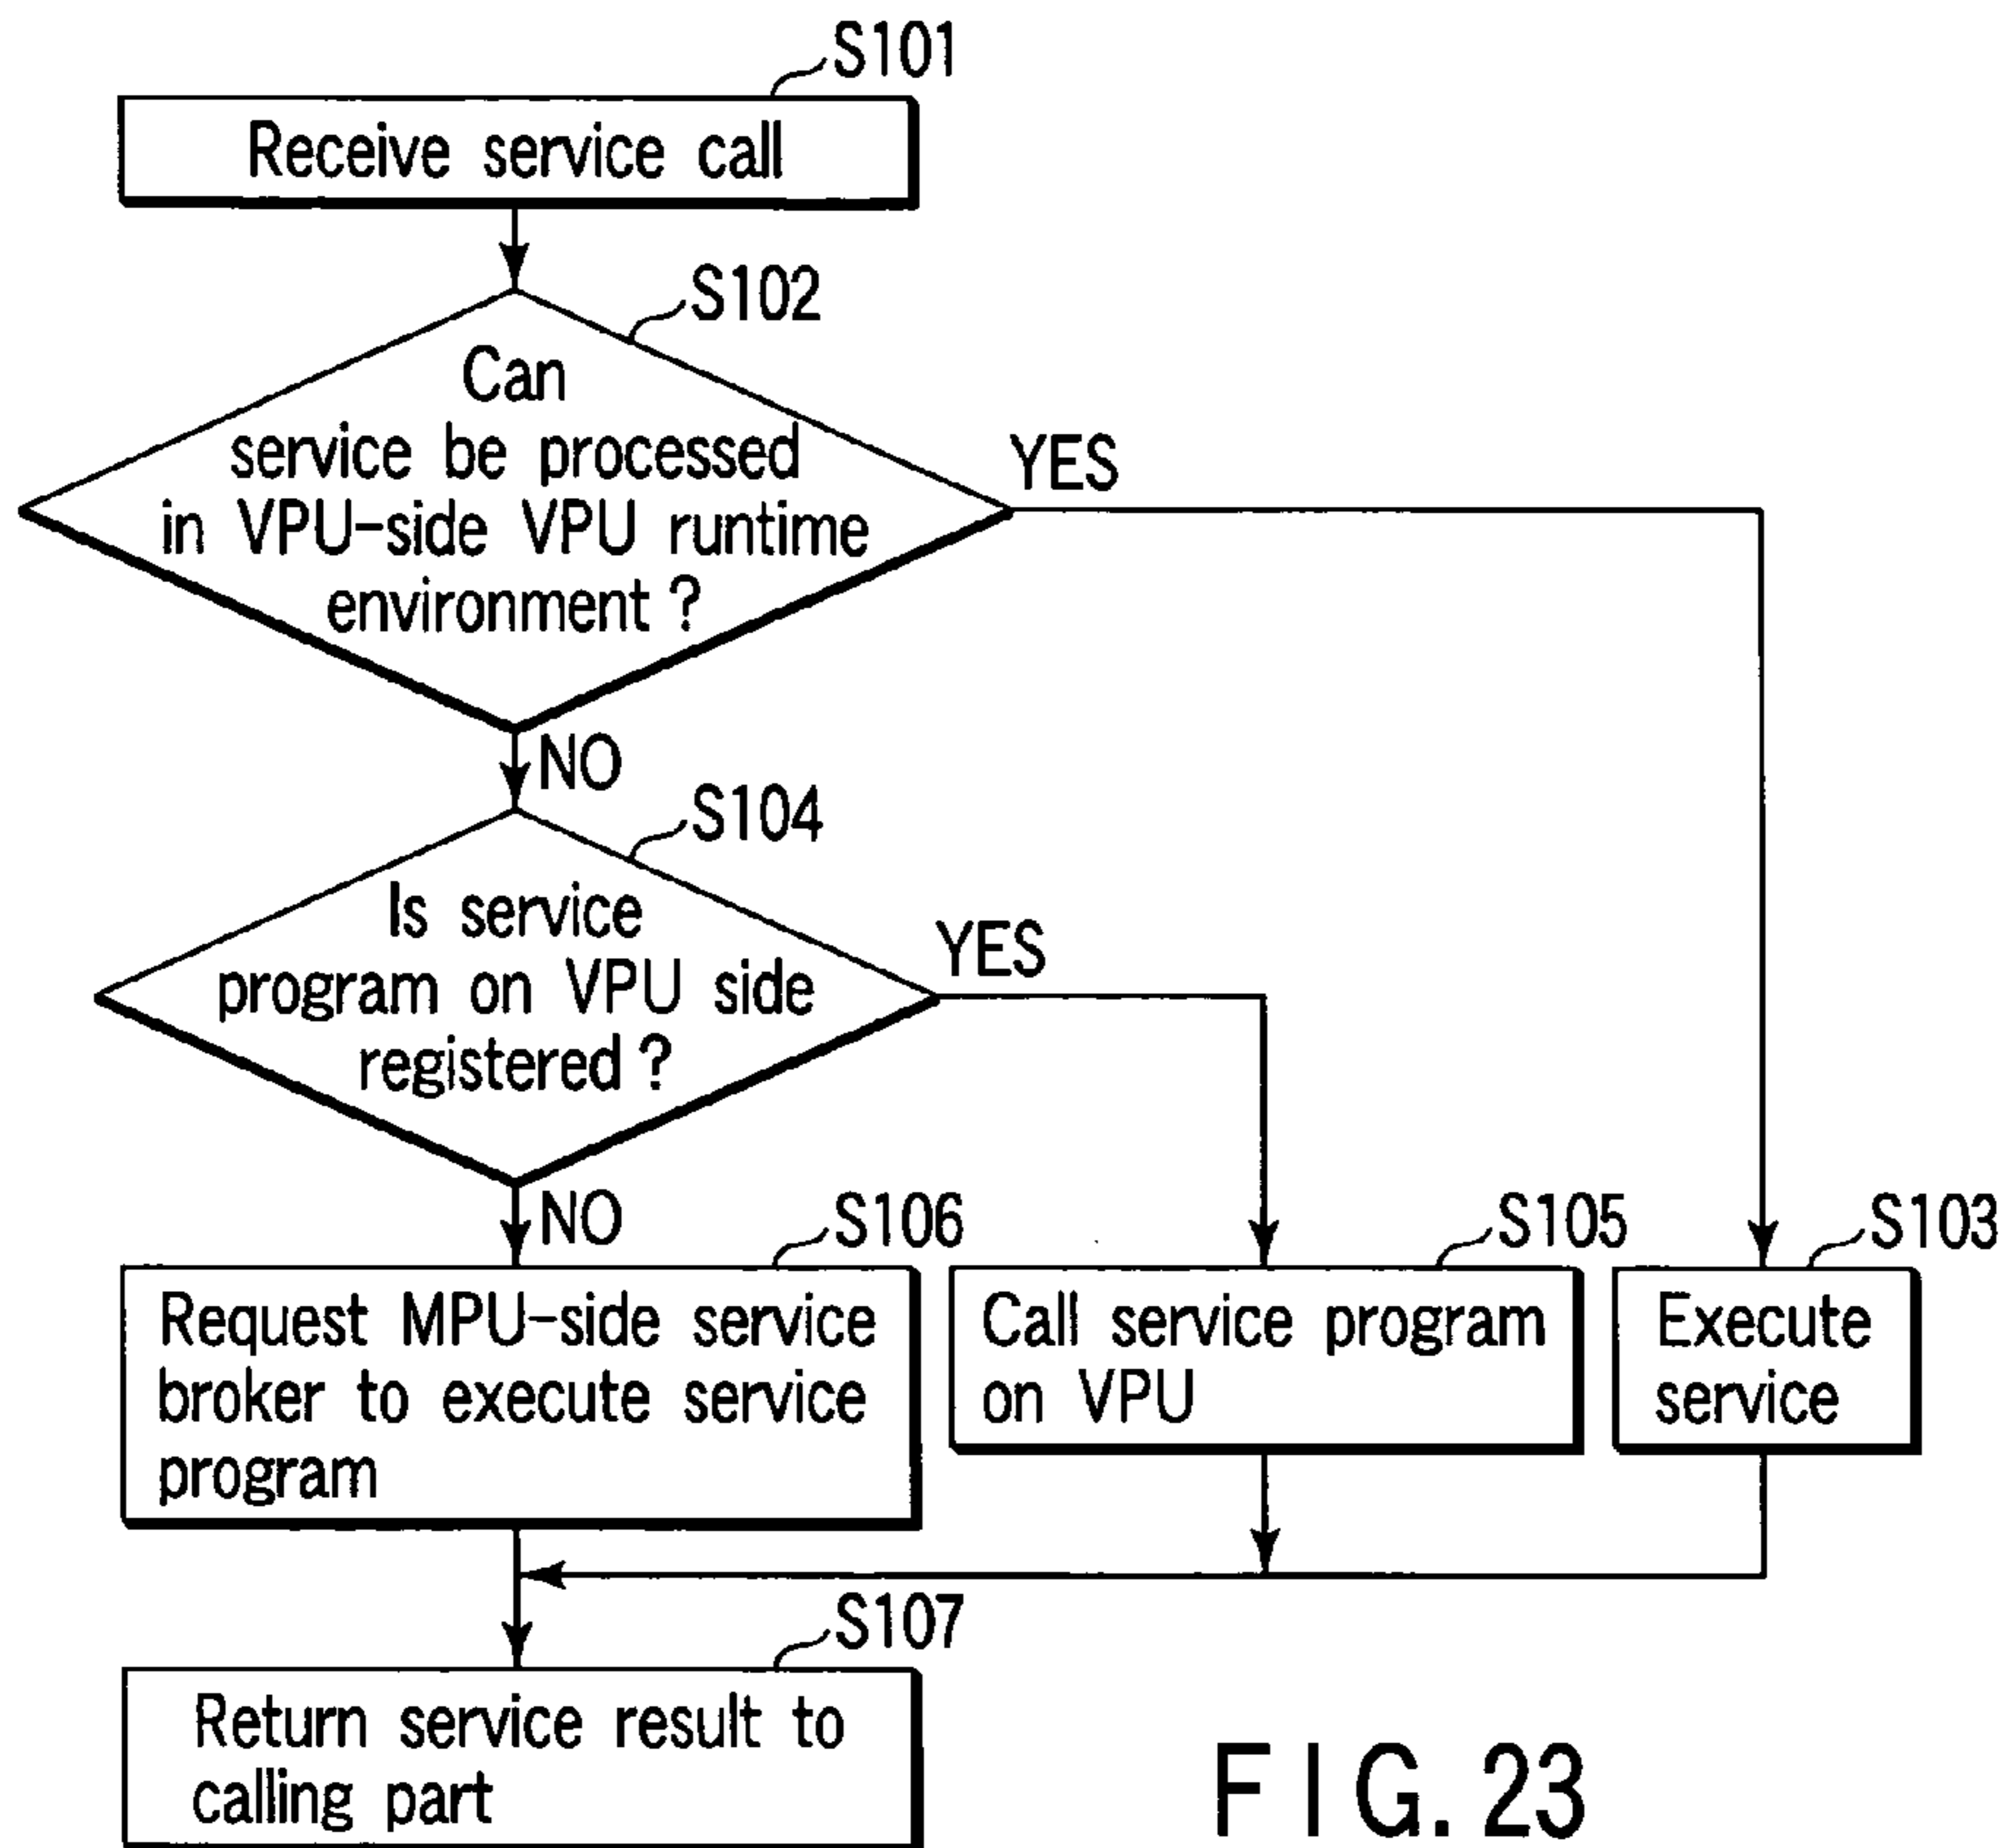 S101
Receive service call
S102
Can
service be processed
in VPU-side VPU runtime
environment ?
YES
NO
S104
Is service
program on VPU side
registered ?
YES
NO
S106
Request MPU-side service
broker to execute service
program
S105
Call service program
on VPU
S103
Execute
service
S107
Return service result to
calling part
FIG. 23